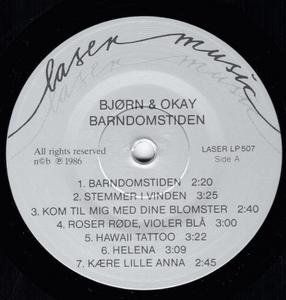 laser music
BJØRN & OKAY
BARNDOMSTIDEN
All rights reserved
n©b ℗ 1986
LASER LP 507
Side A
1. BARNDOMSTIDEN 2:20
2. STEMMER I VINDEN 3:25
3. KOM TIL MIG MED DINE BLOMSTER 2:40
4. ROSER RØDE, VIOLER BLÅ 3:00
5. HAWAII TATTOO 3:22
6. HELENA 3:09
7. KÆRE LILLE ANNA 2:45